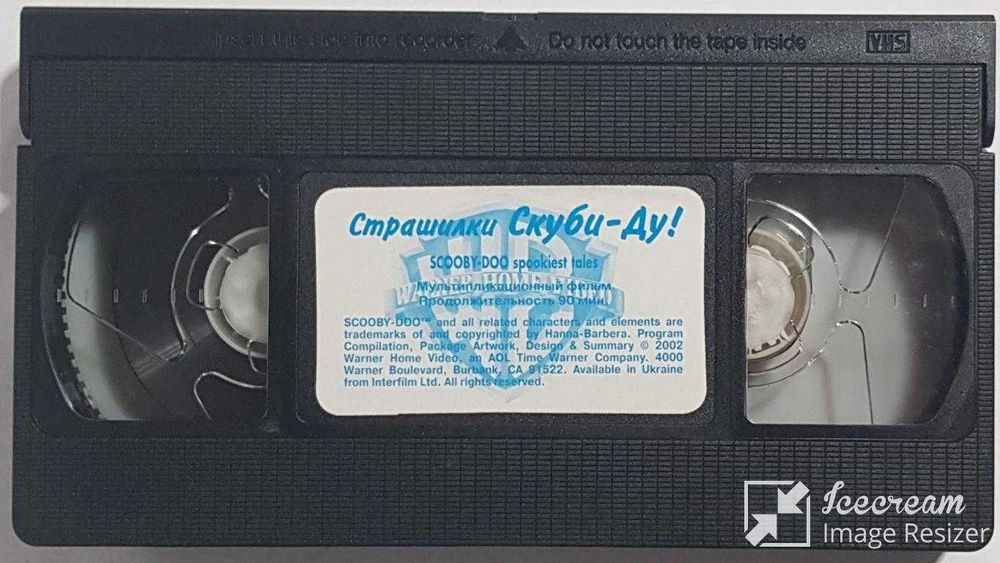 Insert this side into recorder
Do not touch the tape inside
VHS
Страшилки Скуби-Ду!
SCOOBY-DOO spookiest tales
WARNER HOME VIDEO
Мультипликационный фильм
Продолжительность 90 мин.
SCOOBY-DOO™ and all related characters and elements are
trademarks of and copyrighted by Hanna-Barbera. Program
Compilation, Package Artwork, Design & Summary © 2002
Warner Home Video, An AOL Time Warner Company. 4000
Warner Boulevard, Burbank, CA 91522. Available in Ukraine
from Interfilm Ltd. All rights reserved.
Icecream
Image Resizer